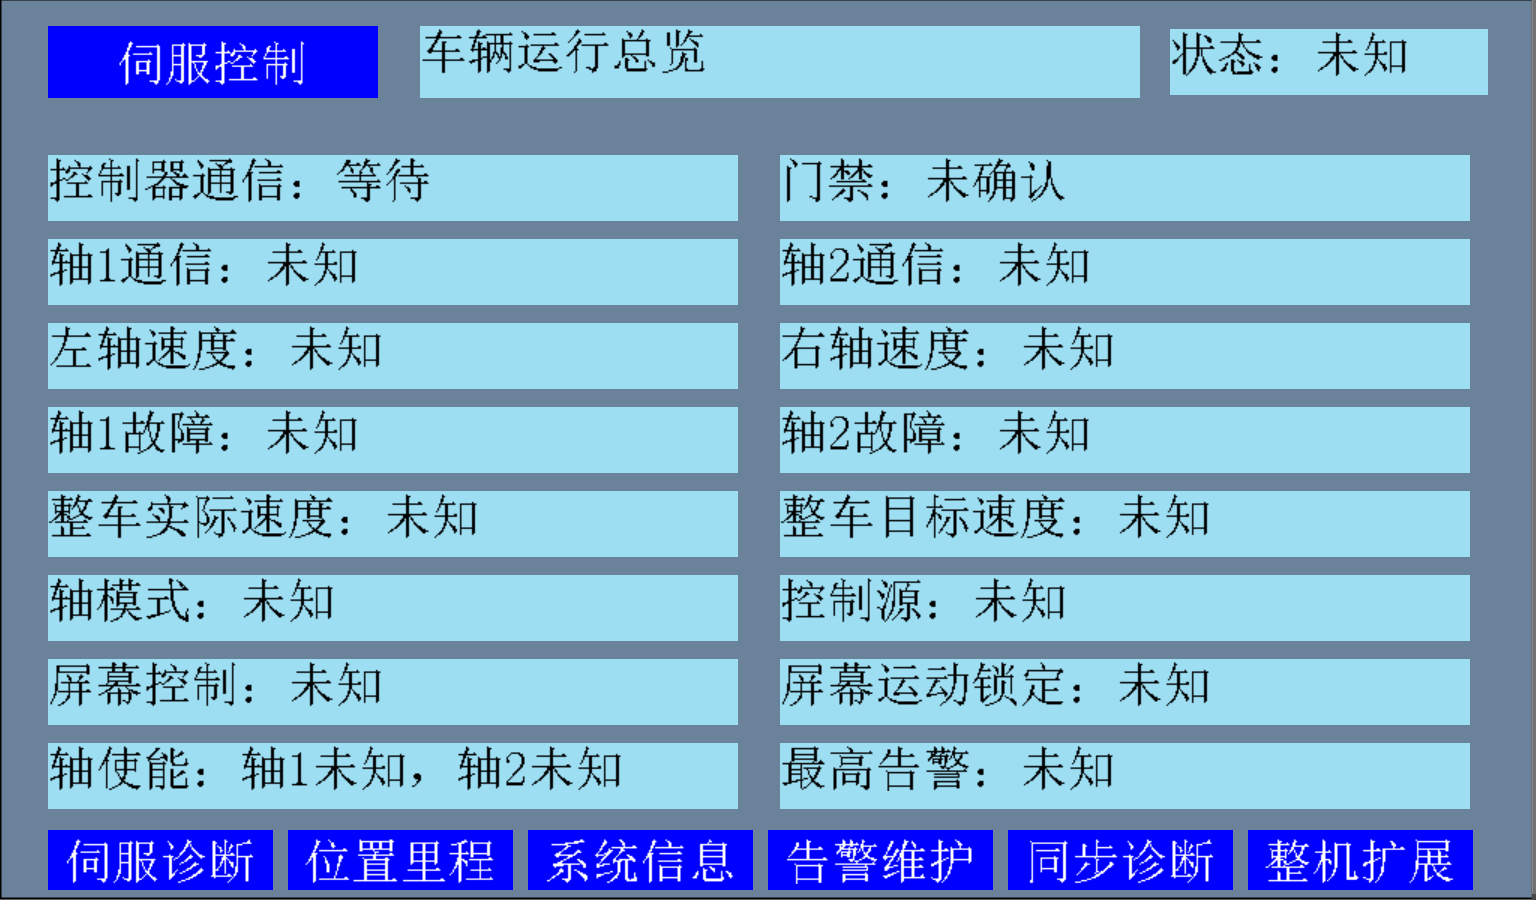 伺服控制
车辆运行总览
状态：未知
控制器通信：等待
门禁：未确认
轴1通信：未知
轴2通信：未知
左轴速度：未知
右轴速度：未知
轴1故障：未知
轴2故障：未知
整车实际速度：未知
整车目标速度：未知
轴模式：未知
控制源：未知
屏幕控制：未知
屏幕运动锁定：未知
轴使能：轴1未知，轴2未知
最高告警：未知
伺服诊断
位置里程
系统信息
告警维护
同步诊断
整机扩展